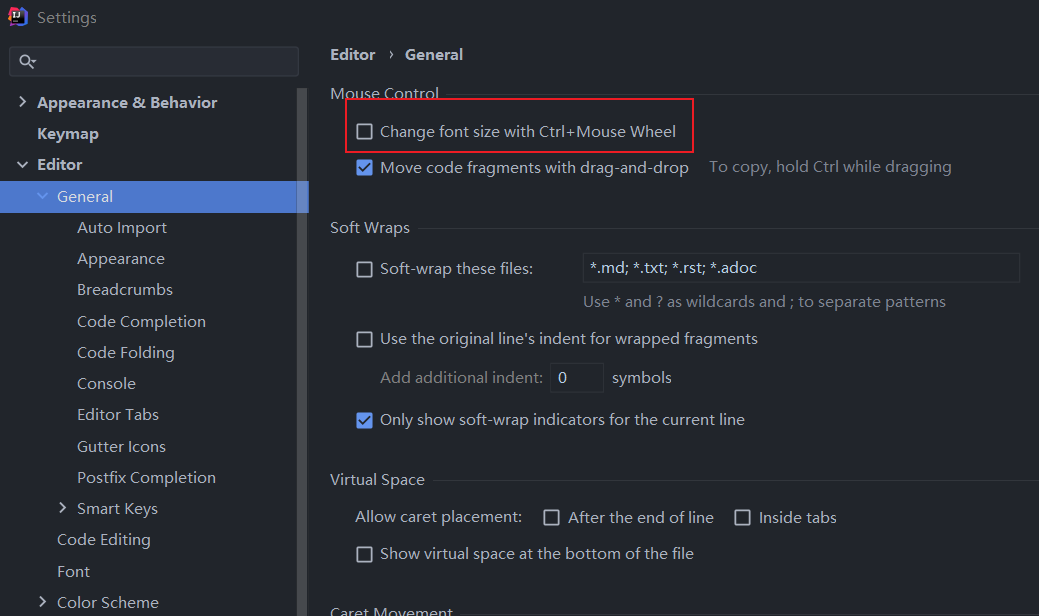 Settings
Appearance & Behavior
Keymap
Editor
General
Auto Import
Appearance
Breadcrumbs
Code Completion
Code Folding
Console
Editor Tabs
Gutter Icons
Postfix Completion
Smart Keys
Code Editing
Font
Color Scheme
Editor › General
Mouse Control
Change font size with Ctrl+Mouse Wheel
Move code fragments with drag-and-drop To copy, hold Ctrl while dragging
Soft Wraps
Soft-wrap these files: *.md; *.txt; *.rst; *.adoc
Use * and ? as wildcards and ; to separate patterns
Use the original line's indent for wrapped fragments
Add additional indent: 0 symbols
Only show soft-wrap indicators for the current line
Virtual Space
Allow caret placement: After the end of line Inside tabs
Show virtual space at the bottom of the file
Caret Movement